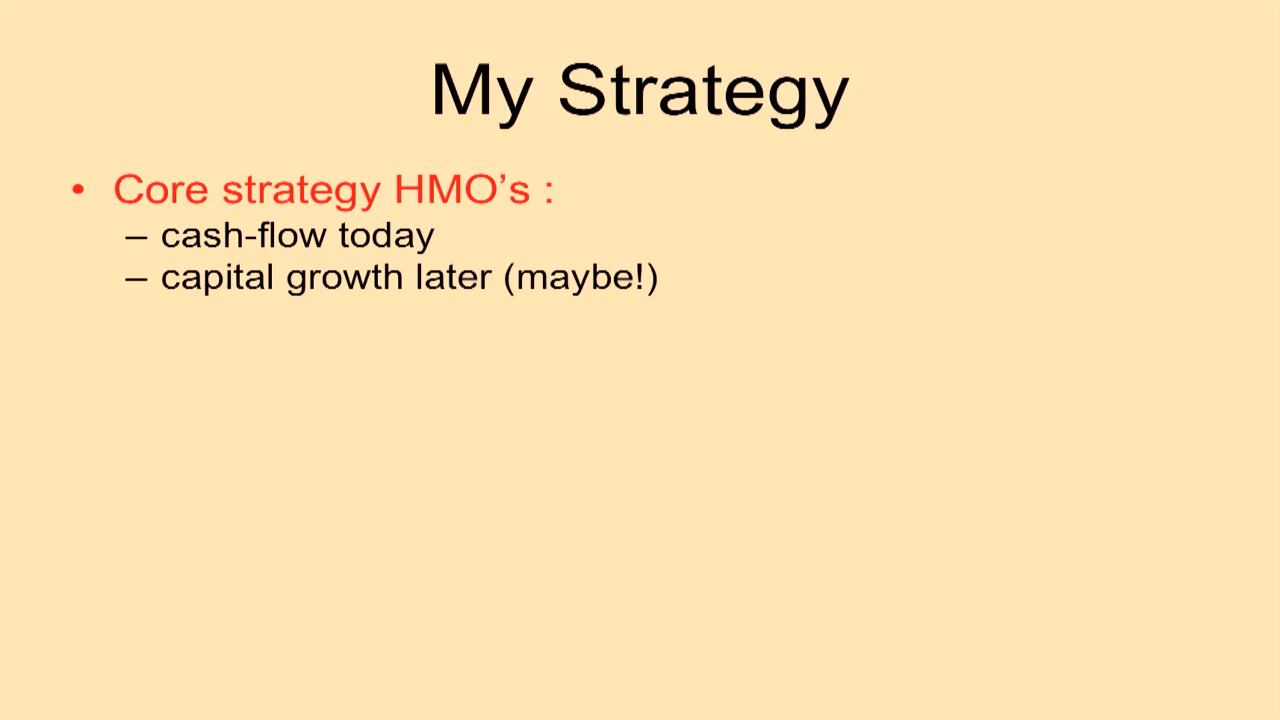 My Strategy
• Core strategy HMO’s :
– cash-flow today
– capital growth later (maybe!)